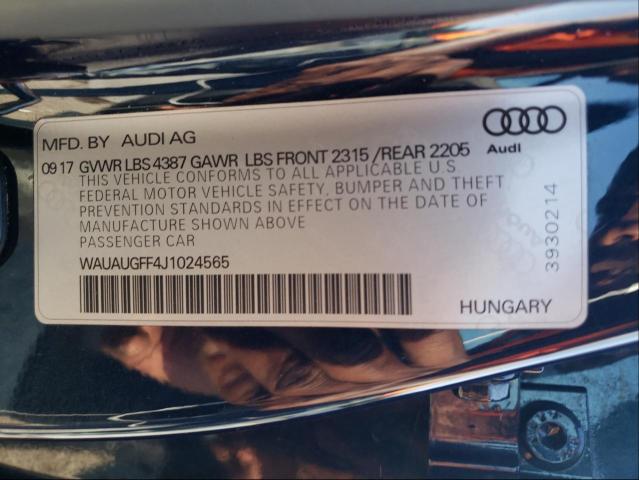 MFD. BY AUDI AG
Audi
09 17 GVWR LBS 4387 GAWR LBS FRONT 2315 /REAR 2205
THIS VEHICLE CONFORMS TO ALL APPLICABLE U.S
FEDERAL MOTOR VEHICLE SAFETY, BUMPER AND THEFT
PREVENTION STANDARDS IN EFFECT ON THE DATE OF
MANUFACTURE SHOWN ABOVE
PASSENGER CAR
WAUAUGFF4J1024565
3930214
HUNGARY